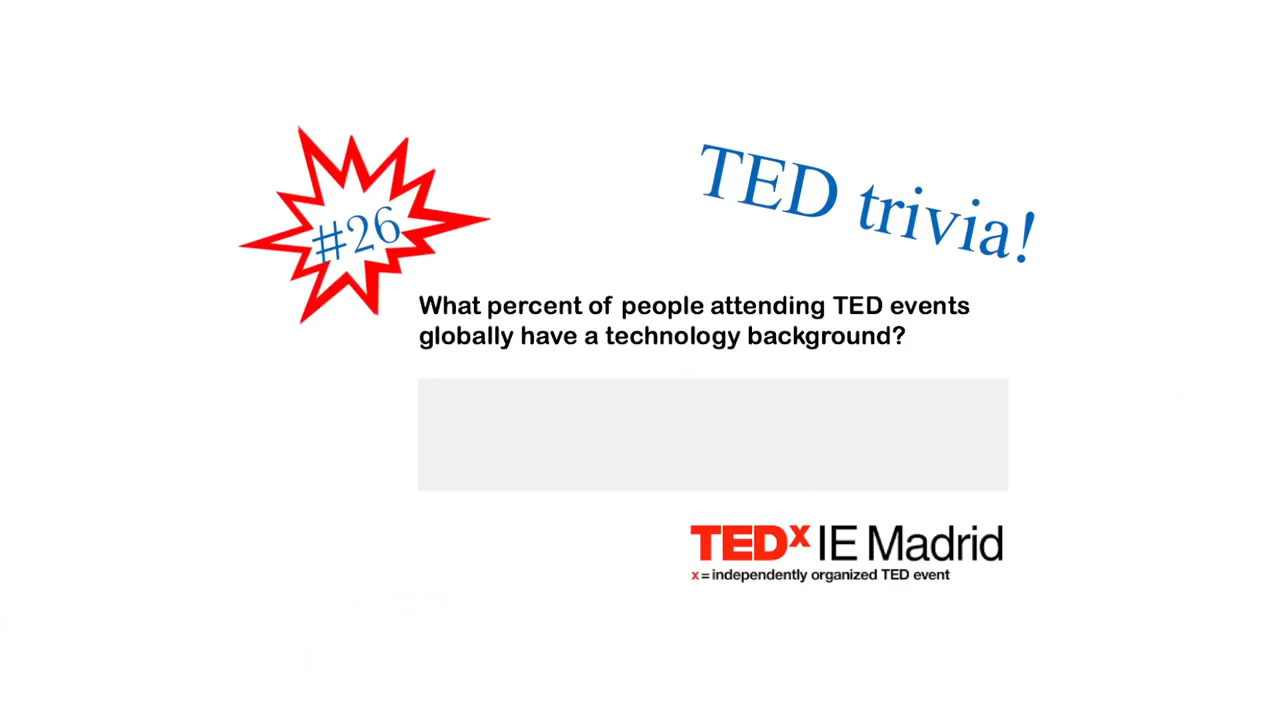 #26
TED trivia!
What percent of people attending TED events
globally have a technology background?
TEDx IE Madrid
x = independently organized TED event